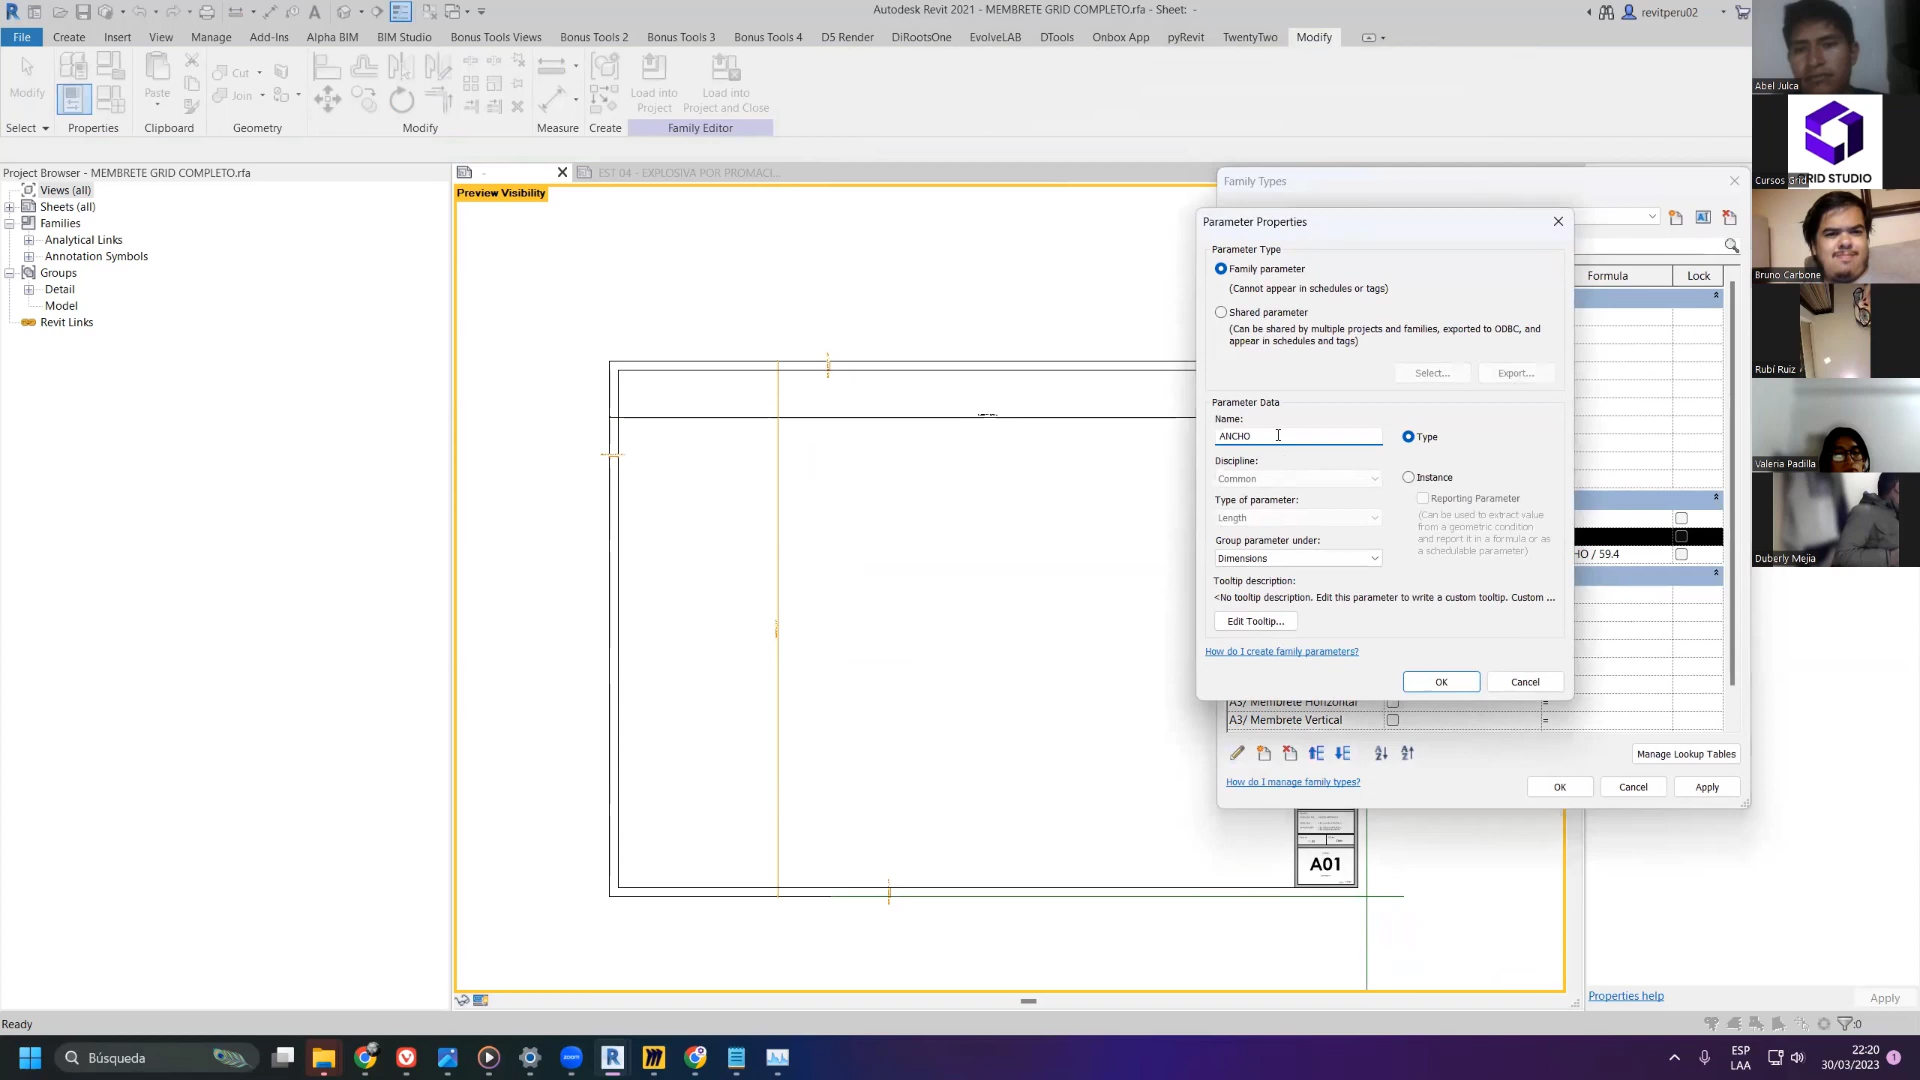 Autodesk Revit 2021 - MEMBRETE GRID COMPLETO.rfa - Sheet: -
revitperu02
File Create Insert View Manage Add-Ins Alpha BIM BIM Studio Bonus Tools Views Bonus Tools 2 Bonus Tools 3 Bonus Tools 4 D5 Render DiRootsOne EvolveLAB DTools Onbox App pyRevit TwentyTwo Modify
Modify
Paste
Cut
Join
Load into
Project
Load into
Project and Close
Select Properties Clipboard Geometry Modify Measure Create Family Editor
Project Browser - MEMBRETE GRID COMPLETO.rfa
Views (all)
Sheets (all)
Families
Analytical Links
Annotation Symbols
Groups
Detail
Model
Revit Links
-
EST 04 - EXPLOSIVA POR PROMACI...
Preview Visibility
A01
Family Types
Formula Lock
HO / 59.4
A3/ Membrete Horizontal =
A3/ Membrete Vertical =
Manage Lookup Tables
How do I manage family types?
OK Cancel Apply
Parameter Properties
Parameter Type
Family parameter
(Cannot appear in schedules or tags)
Shared parameter
(Can be shared by multiple projects and families, exported to ODBC, and
appear in schedules and tags)
Select... Export...
Parameter Data
Name:
ANCHO
Type
Discipline:
Common
Instance
Type of parameter:
Length
Reporting Parameter
(Can be used to extract value
from a geometric condition
and report it in a formula or as
a schedulable parameter)
Group parameter under:
Dimensions
Tooltip description:
<No tooltip description. Edit this parameter to write a custom tooltip. Custom ...
Edit Tooltip...
How do I create family parameters?
OK Cancel
Properties help
Apply
Abel Julca
GRID STUDIO
Cursos Grid
Bruno Carbone
Rubí Ruiz
Valeria Padilla
Duberly Mejia
Ready
:0
Búsqueda
zoom
ESP
LAA
22:20
30/03/2023
1